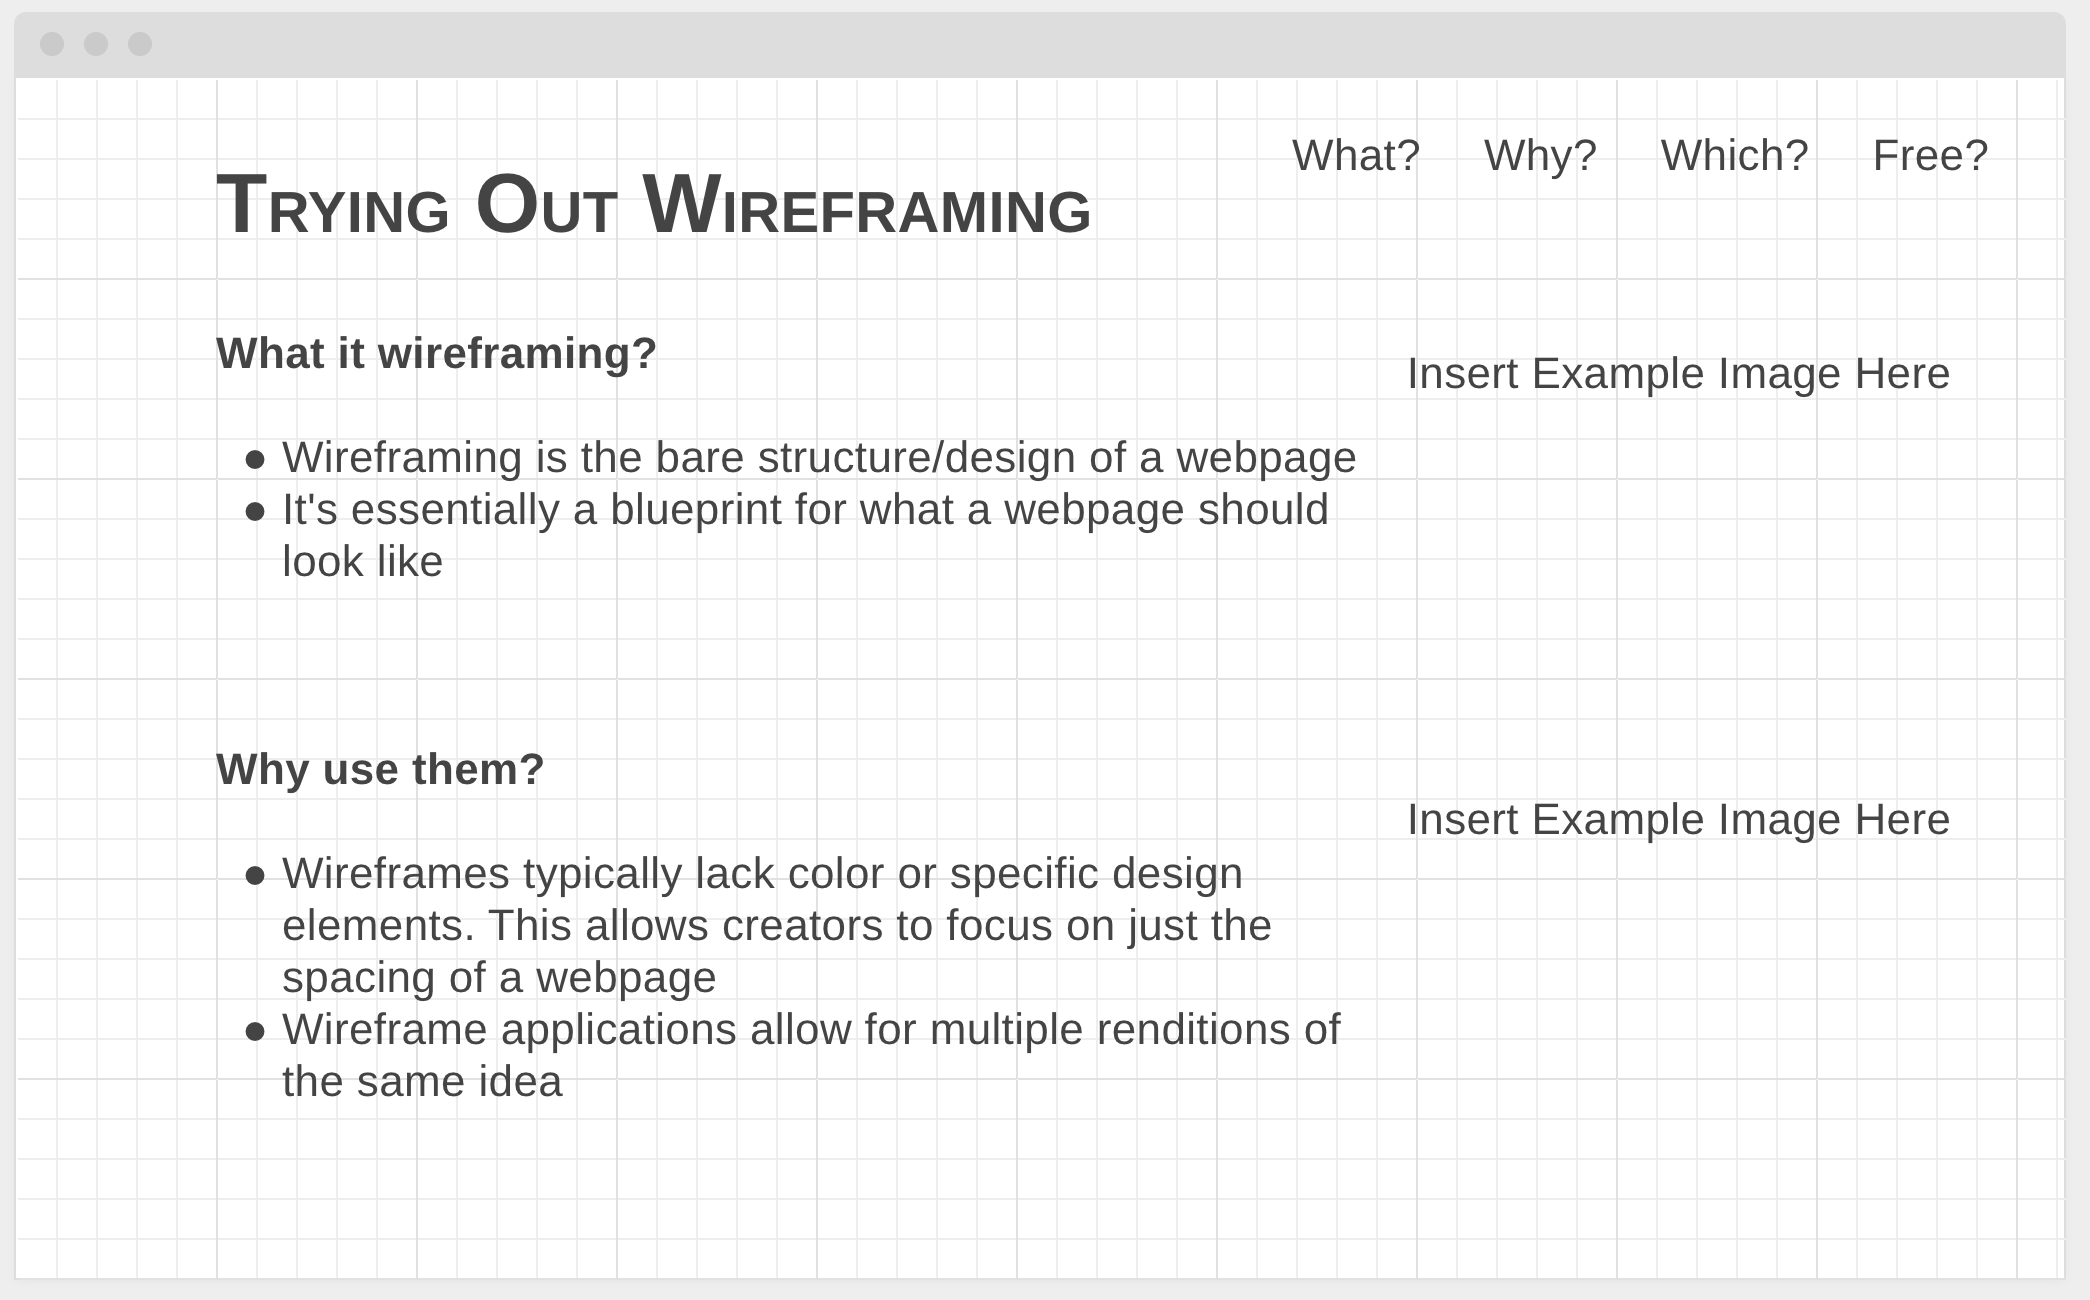 What? Why? Which? Free?
Trying Out Wireframing
What it wireframing?
Insert Example Image Here
● Wireframing is the bare structure/design of a webpage
● It's essentially a blueprint for what a webpage should
look like
Why use them?
Insert Example Image Here
● Wireframes typically lack color or specific design
elements. This allows creators to focus on just the
spacing of a webpage
● Wireframe applications allow for multiple renditions of
the same idea